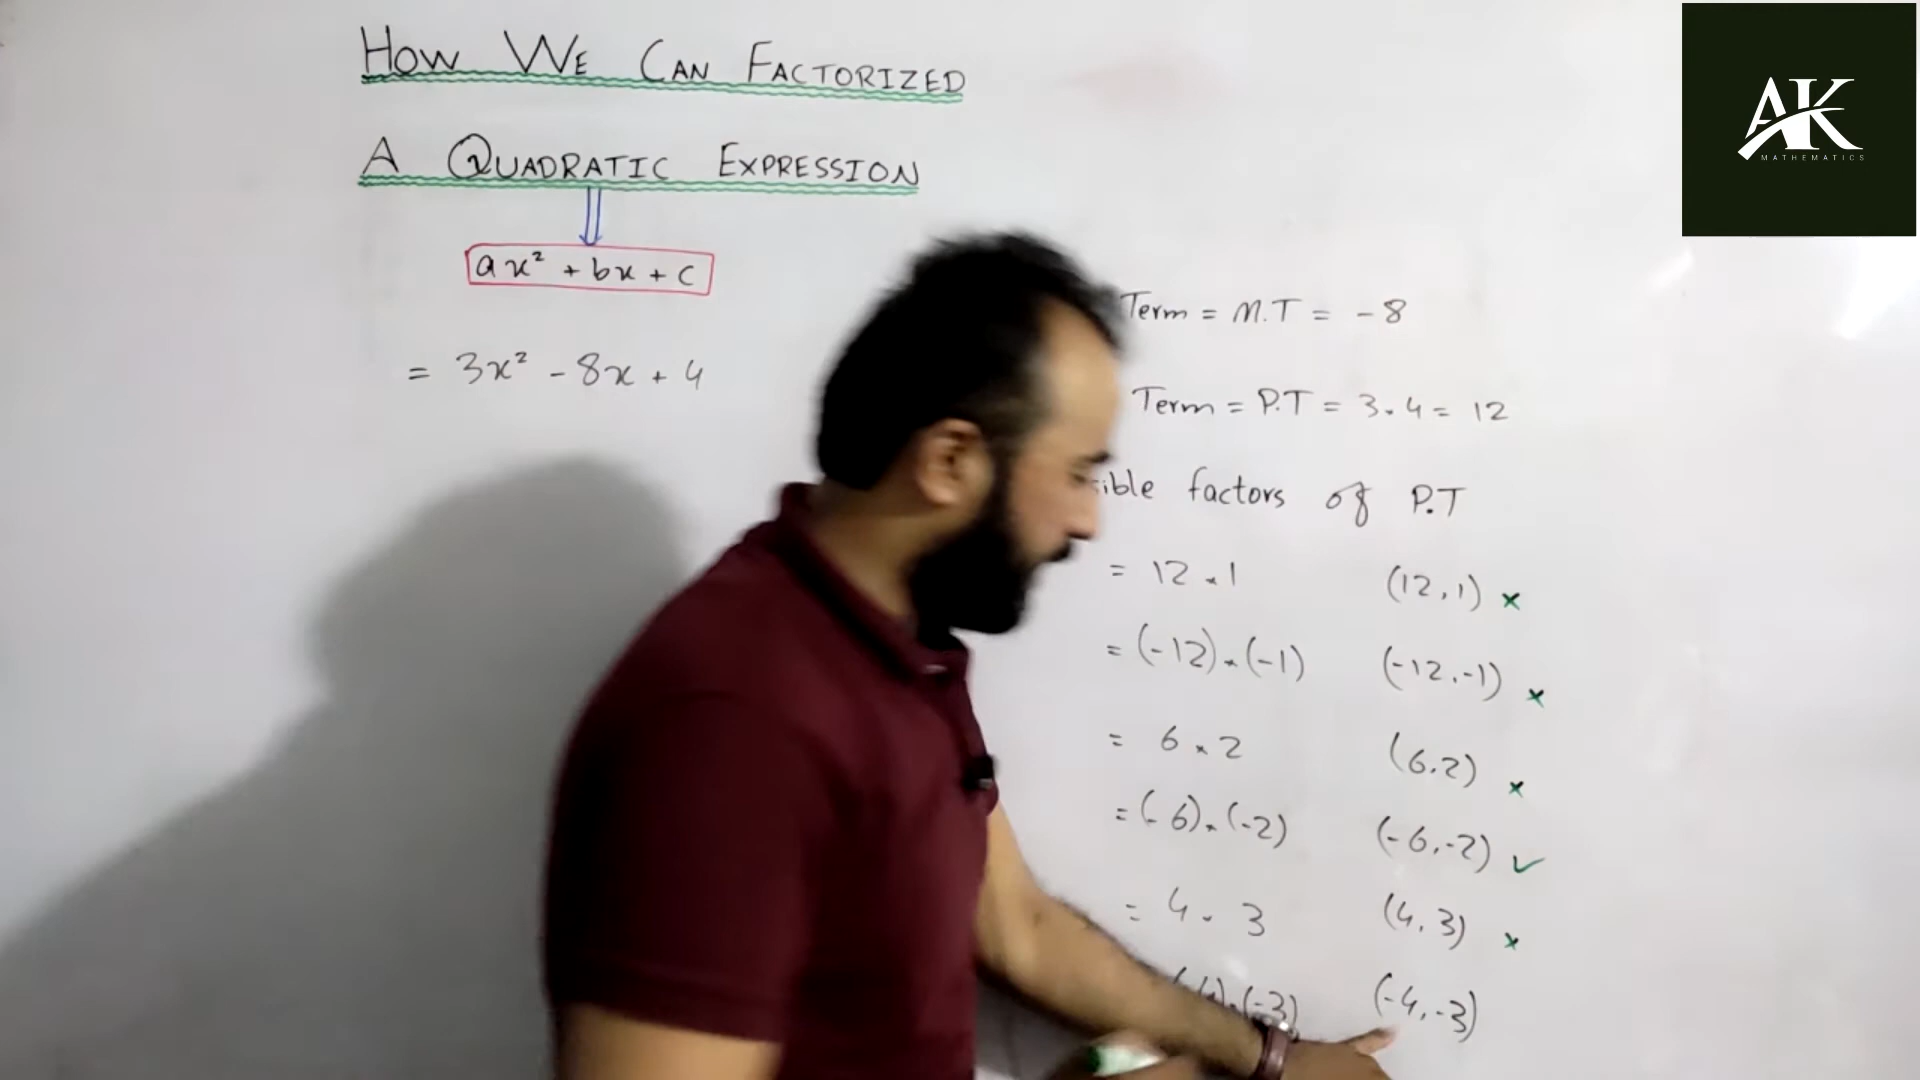 HOW WE CAN FACTORIZED
A QUADRATIC EXPRESSION
ax² + bx + c
= 3x² - 8x + 4
AK
MATHEMATICS
Term = M.T = -8
Term = P.T = 3.4 = 12
factors of P.T
= 12 × 1 (12, 1) ×
= (-12) × (-1) (-12, -1) ×
= 6 × 2 (6, 2) ×
= (-6) × (-2) (-6, -2) ✓
= 4 × 3 (4, 3) ×
(-3) (-4, -3)